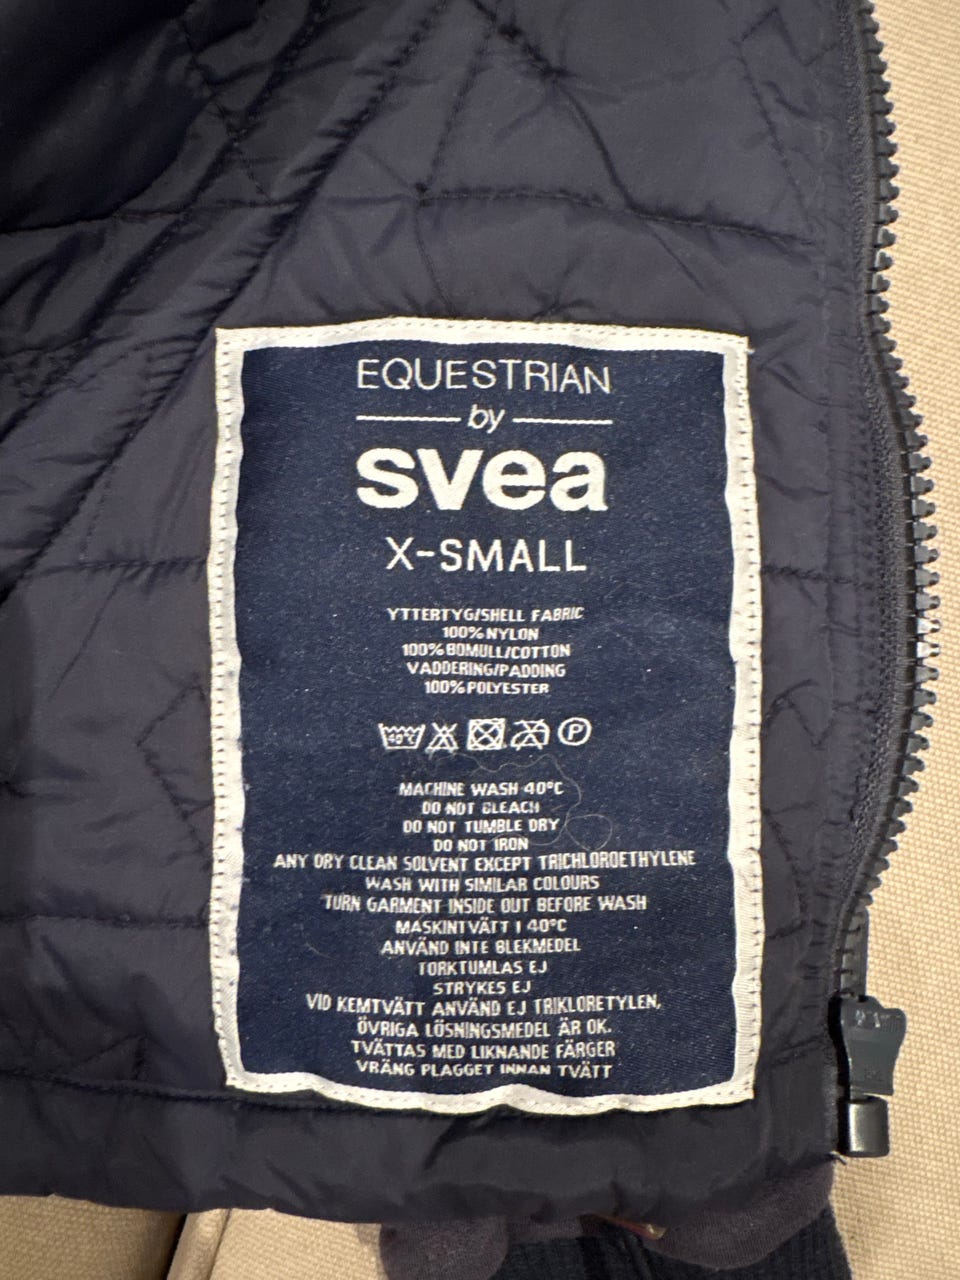 EQUESTRIAN
by
svea
X-SMALL
YTTERTYG/SHELL FABRIC
100% NYLON
100% BOMULL/COTTON
VADDERING/PADDING
100% POLYESTER
40°C P
MACHINE WASH 40°C
DO NOT BLEACH
DO NOT TUMBLE DRY
DO NOT IRON
ANY DRY CLEAN SOLVENT EXCEPT TRICHLOROETHYLENE
WASH WITH SIMILAR COLOURS
TURN GARMENT INSIDE OUT BEFORE WASH
MASKINTVÄTT I 40°C
ANVÄND INTE BLEKMEDEL
TORKTUMLAS EJ
STRYKES EJ
VID KEMTVÄTT ANVÄND EJ TRIKLORETYLEN,
ÖVRIGA LÖSNINGSMEDEL ÄR OK.
TVÄTTAS MED LIKNANDE FÄRGER
VRÄNG PLAGGET INNAN TVÄTT